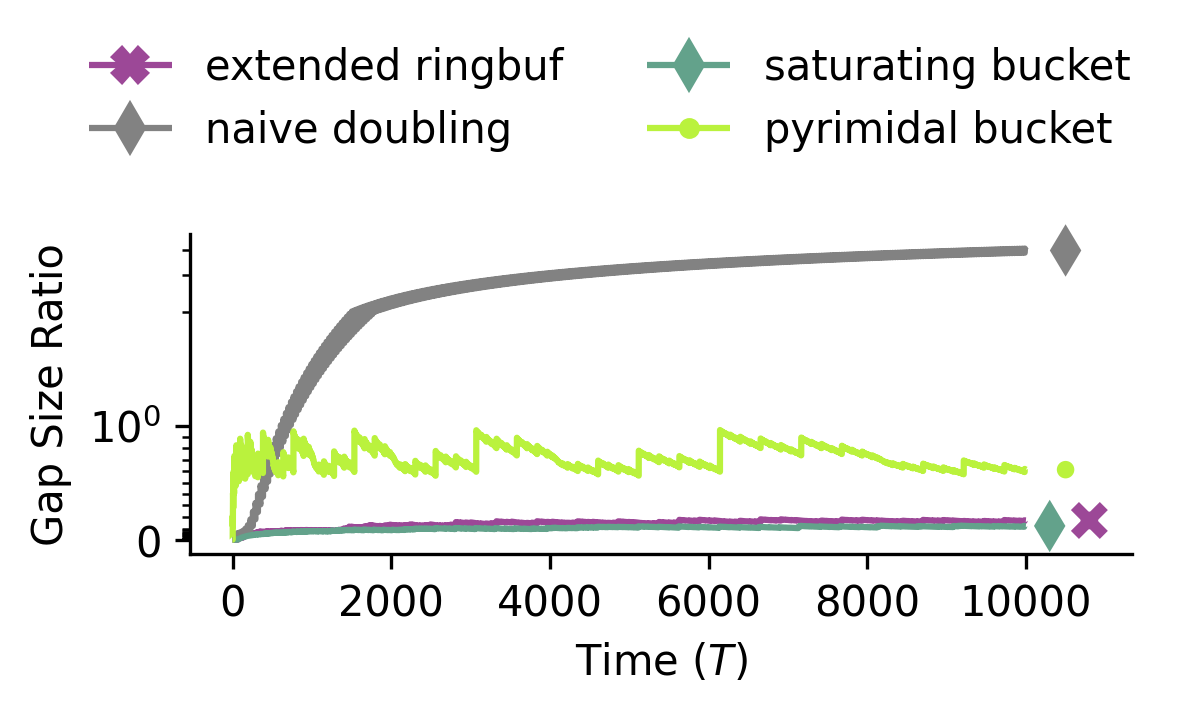 extended ringbuf
saturating bucket
naive doubling
pyrimidal bucket
Gap Size Ratio
10⁰
0
0 2000 4000 6000 8000 10000
Time (T)